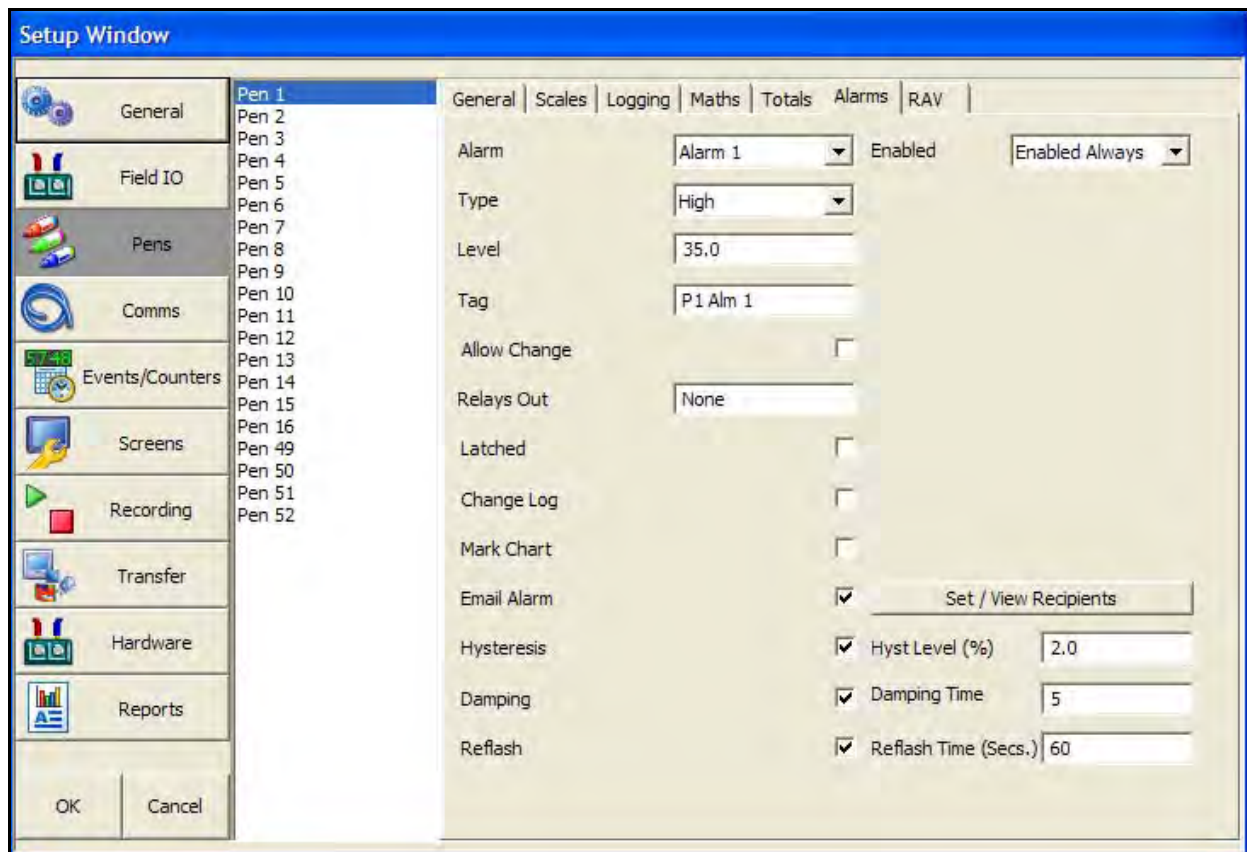 Setup Window
General
Field IO
Pens
Comms
57:48
Events/Counters
Screens
Recording
Transfer
Hardware
Reports
OK
Cancel
Pen 1
Pen 2
Pen 3
Pen 4
Pen 5
Pen 6
Pen 7
Pen 8
Pen 9
Pen 10
Pen 11
Pen 12
Pen 13
Pen 14
Pen 15
Pen 16
Pen 49
Pen 50
Pen 51
Pen 52
General Scales Logging Maths Totals Alarms RAV
Alarm Alarm 1 Enabled Enabled Always
Type High
Level 35.0
Tag P1 Alm 1
Allow Change
Relays Out None
Latched
Change Log
Mark Chart
Email Alarm Set / View Recipients
Hysteresis Hyst Level (%) 2.0
Damping Damping Time 5
Reflash Reflash Time (Secs.) 60